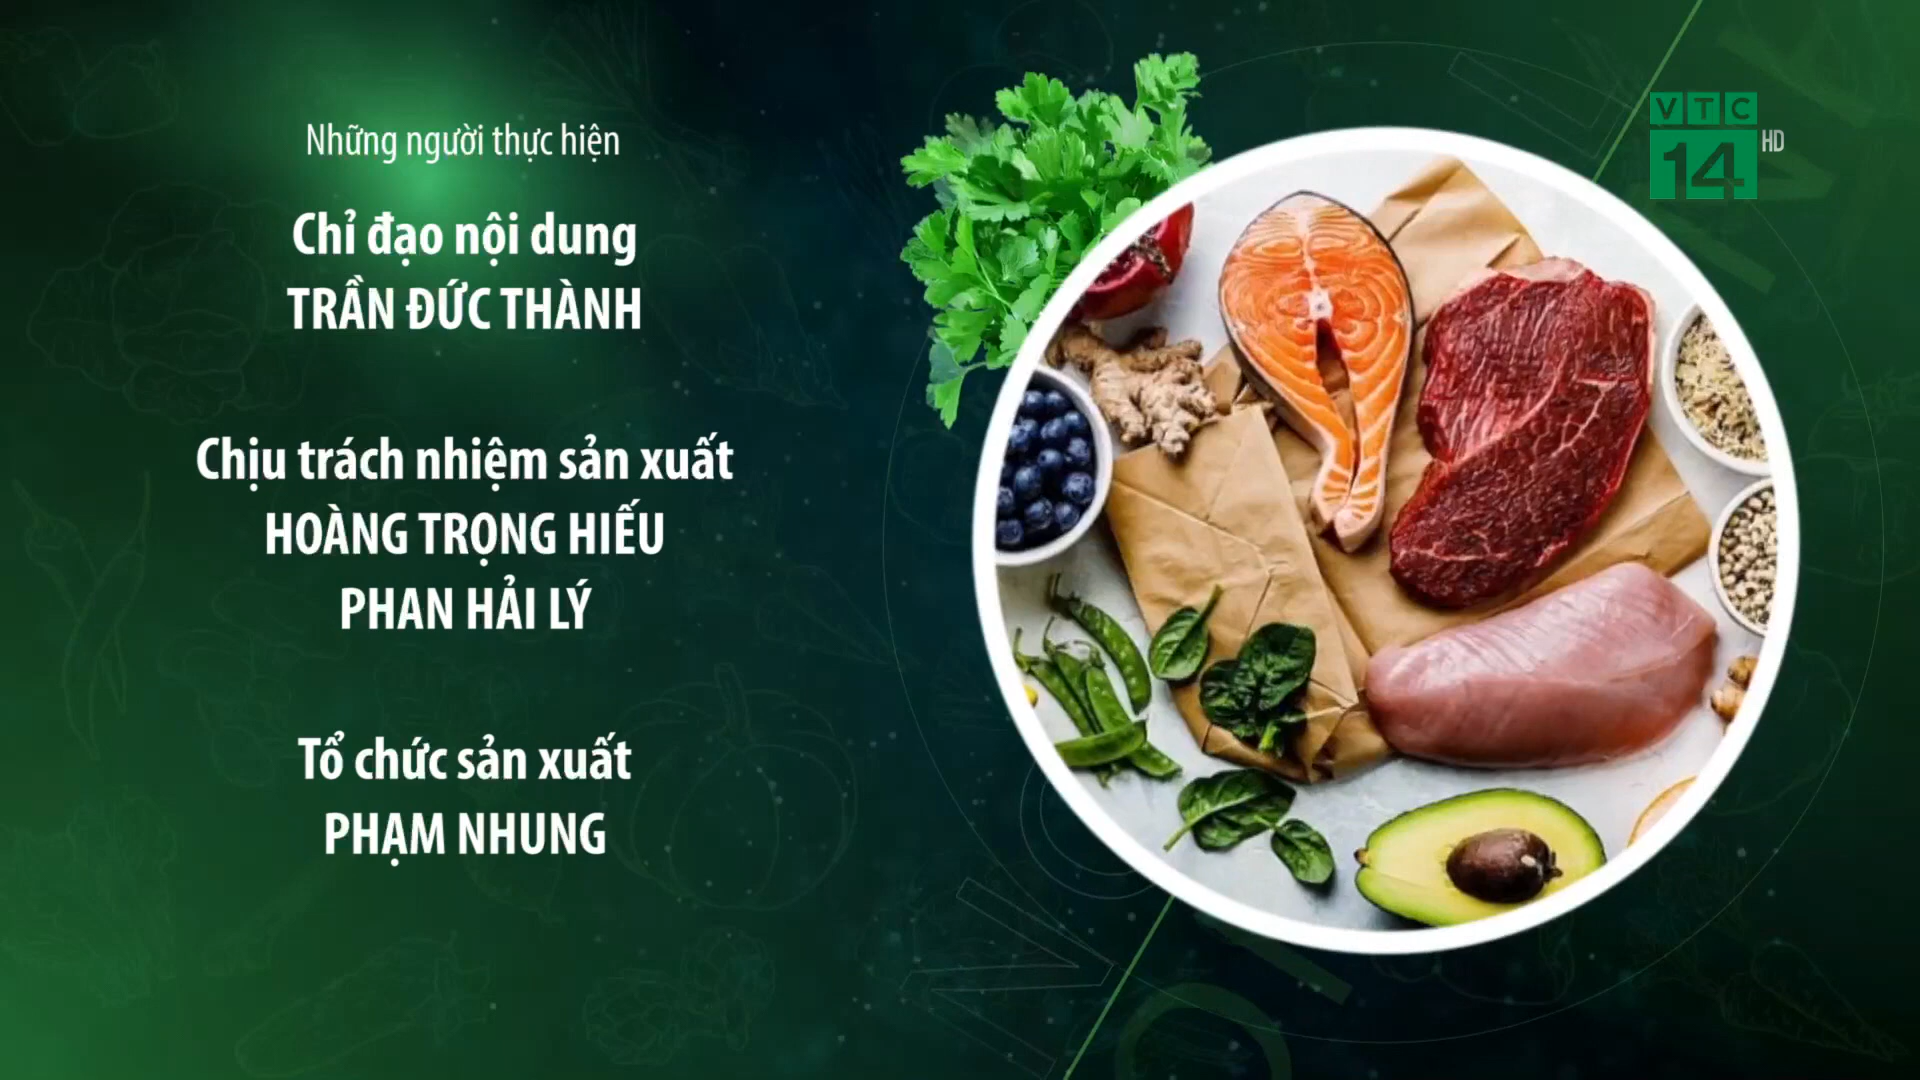 Những người thực hiện
Chỉ đạo nội dung
TRẦN ĐỨC THÀNH
Chịu trách nhiệm sản xuất
HOÀNG TRỌNG HIẾU
PHAN HẢI LÝ
Tổ chức sản xuất
PHẠM NHUNG
VTC
14 HD